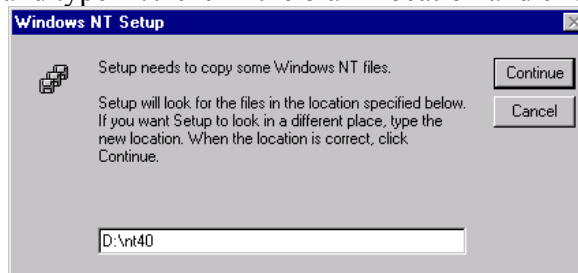 Windows NT Setup
Setup needs to copy some Windows NT files.
Continue
Setup will look for the files in the location specified below.
If you want Setup to look in a different place, type the
new location. When the location is correct, click
Continue.
Cancel
D:\nt40